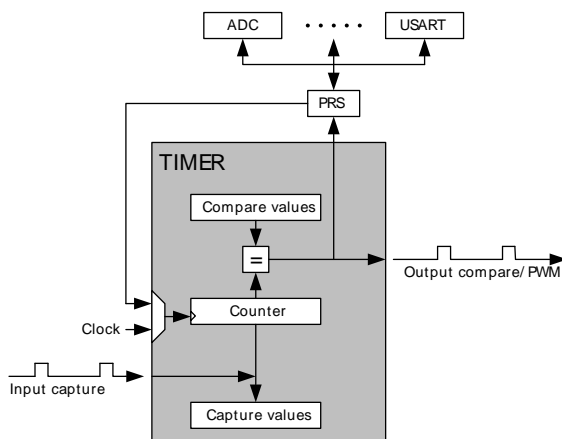 ADC
.....
USART
PRS
TIMER
Compare values
=
Output compare/ PWM
Counter
Clock
Input capture
Capture values